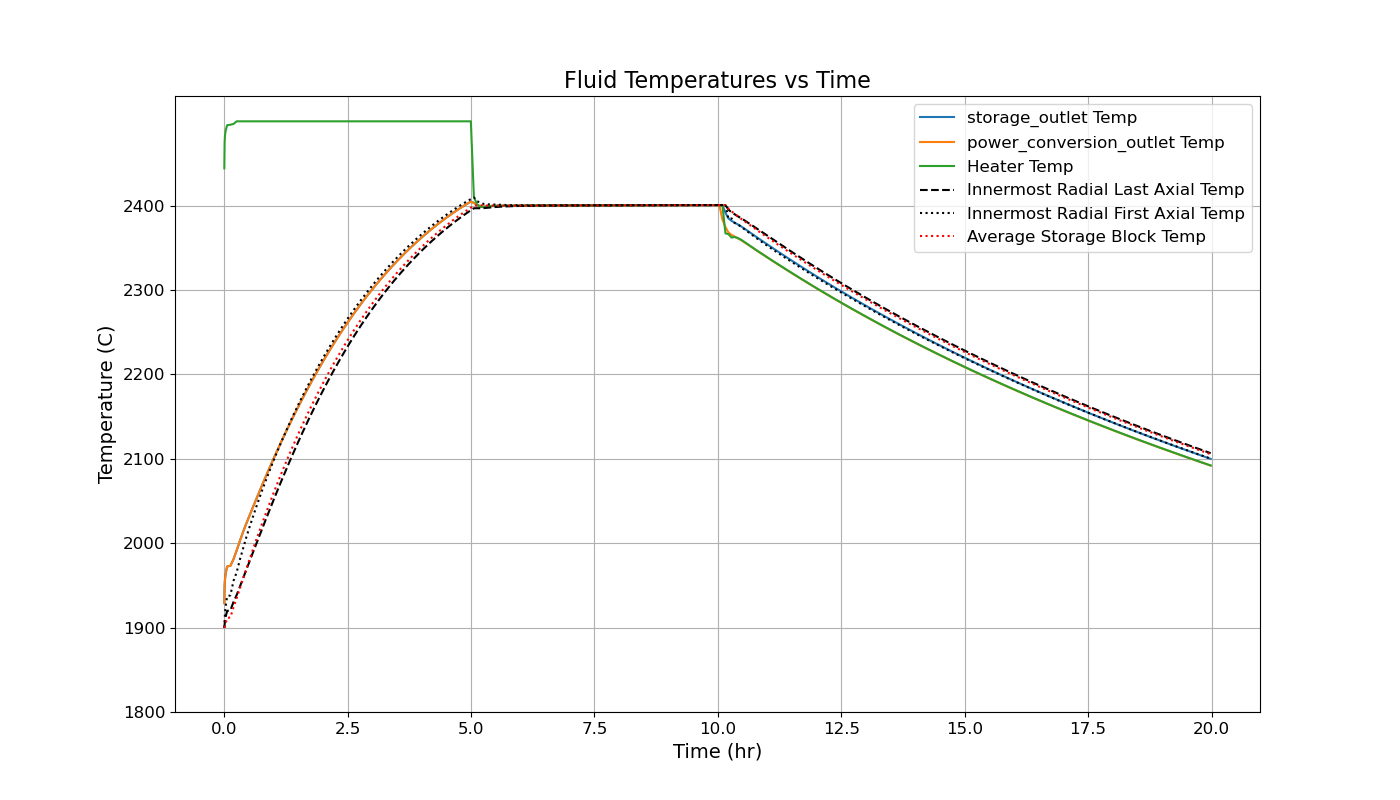 Fluid Temperatures vs Time
storage_outlet Temp
power_conversion_outlet Temp
Heater Temp
Innermost Radial Last Axial Temp
Innermost Radial First Axial Temp
Average Storage Block Temp
Temperature (C)
2400
2300
2200
2100
2000
1900
1800
0.0 2.5 5.0 7.5 10.0 12.5 15.0 17.5 20.0
Time (hr)